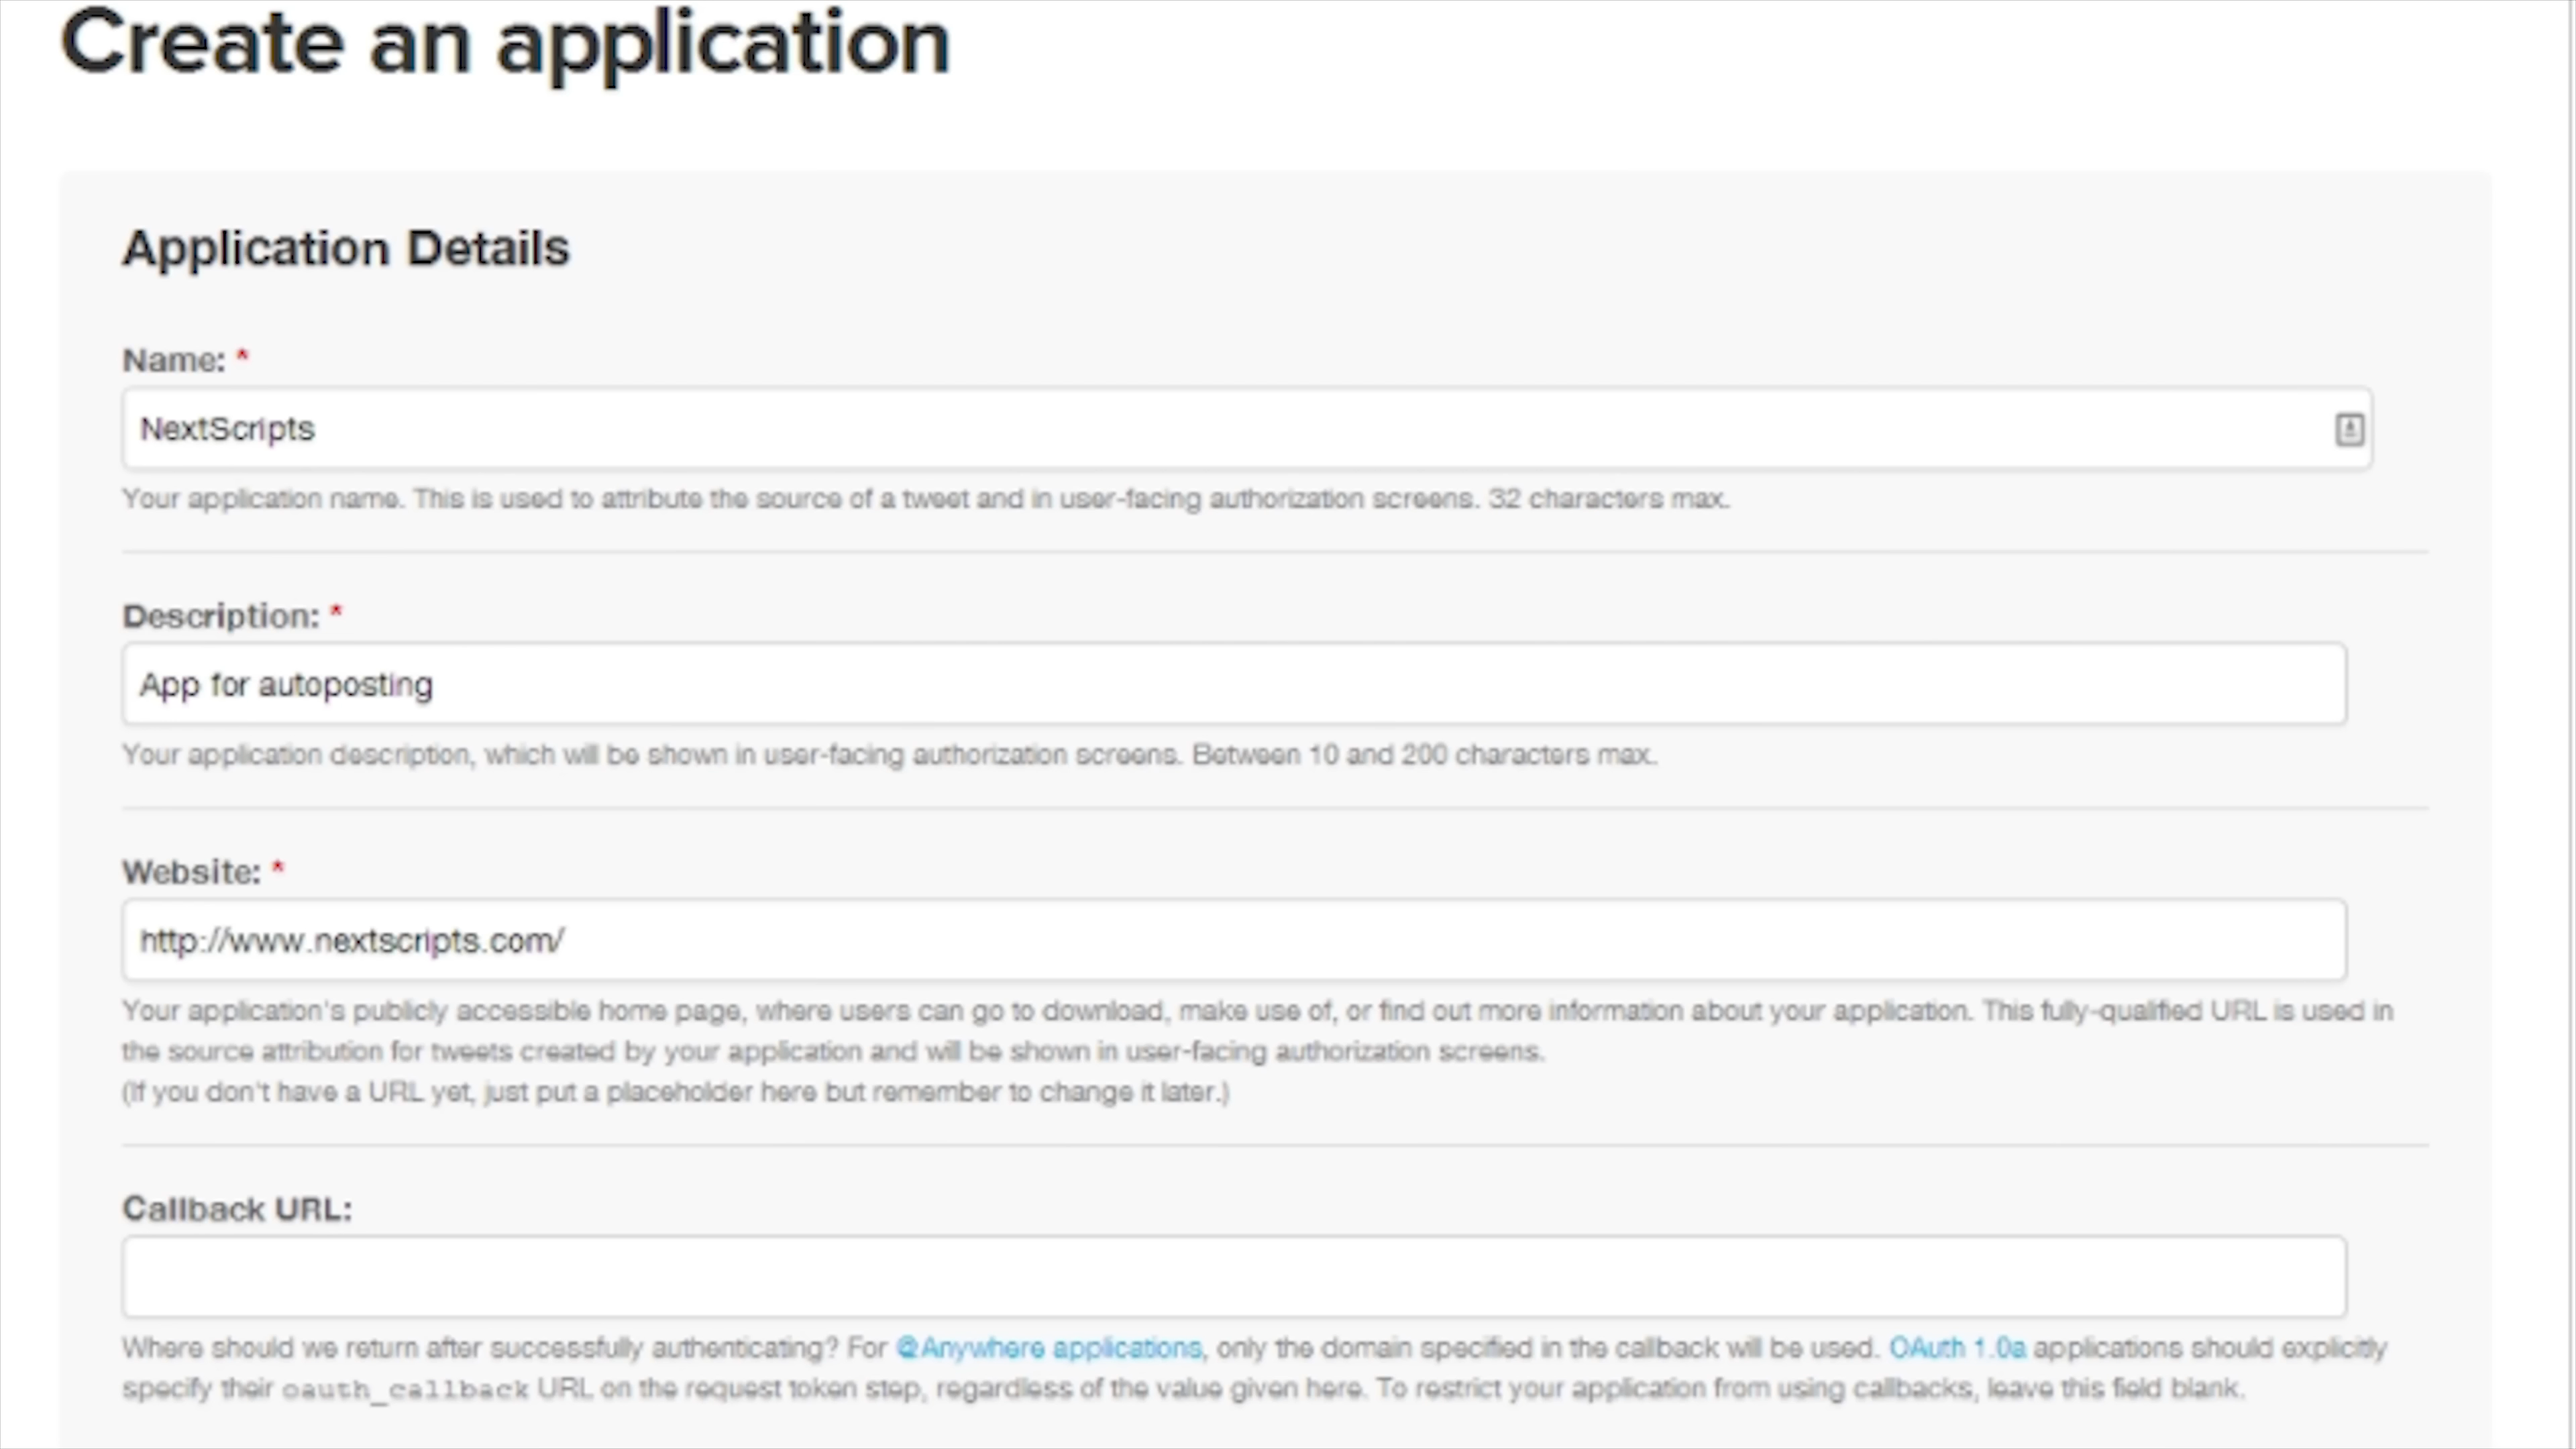 Create an application
Application Details
Name: *
NextScripts
Your application name. This is used to attribute the source of a tweet and in user-facing authorization screens. 32 characters max.
Description: *
App for autoposting
Your application description, which will be shown in user-facing authorization screens. Between 10 and 200 characters max.
Website: *
http://www.nextscripts.com/
Your application's publicly accessible home page, where users can go to download, make use of, or find out more information about your application. This fully-qualified URL is used in
the source attribution for tweets created by your application and will be shown in user-facing authorization screens.
(If you don't have a URL yet, just put a placeholder here but remember to change it later.)
Callback URL:
Where should we return after successfully authenticating? For @Anywhere applications, only the domain specified in the callback will be used. OAuth 1.0a applications should explicitly
specify their oauth_callback URL on the request token step, regardless of the value given here. To restrict your application from using callbacks, leave this field blank.